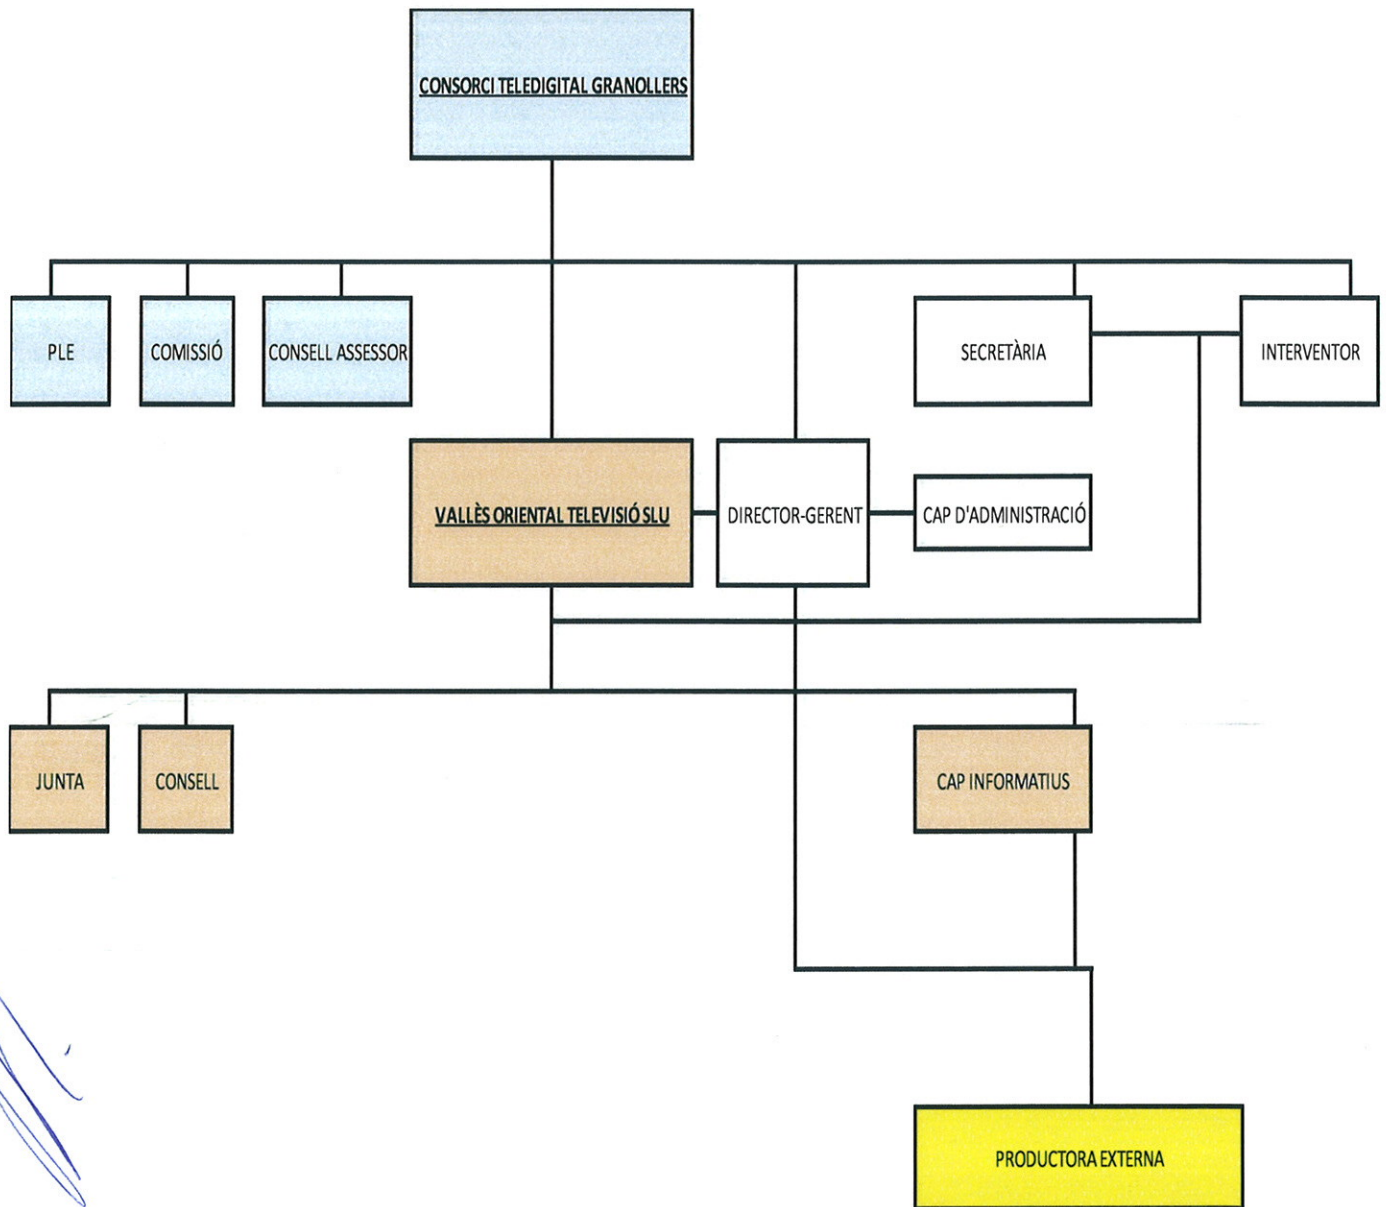 CONSORCI TELEDIGITAL GRANOLLERS
PLE
COMISSIÓ
CONSELL ASSESSOR
SECRETÀRIA
INTERVENTOR
VALLÈS ORIENTAL TELEVISIÓ SLU
DIRECTOR-GERENT
CAP D'ADMINISTRACIÓ
JUNTA
CONSELL
CAP INFORMATIUS
PRODUCTORA EXTERNA